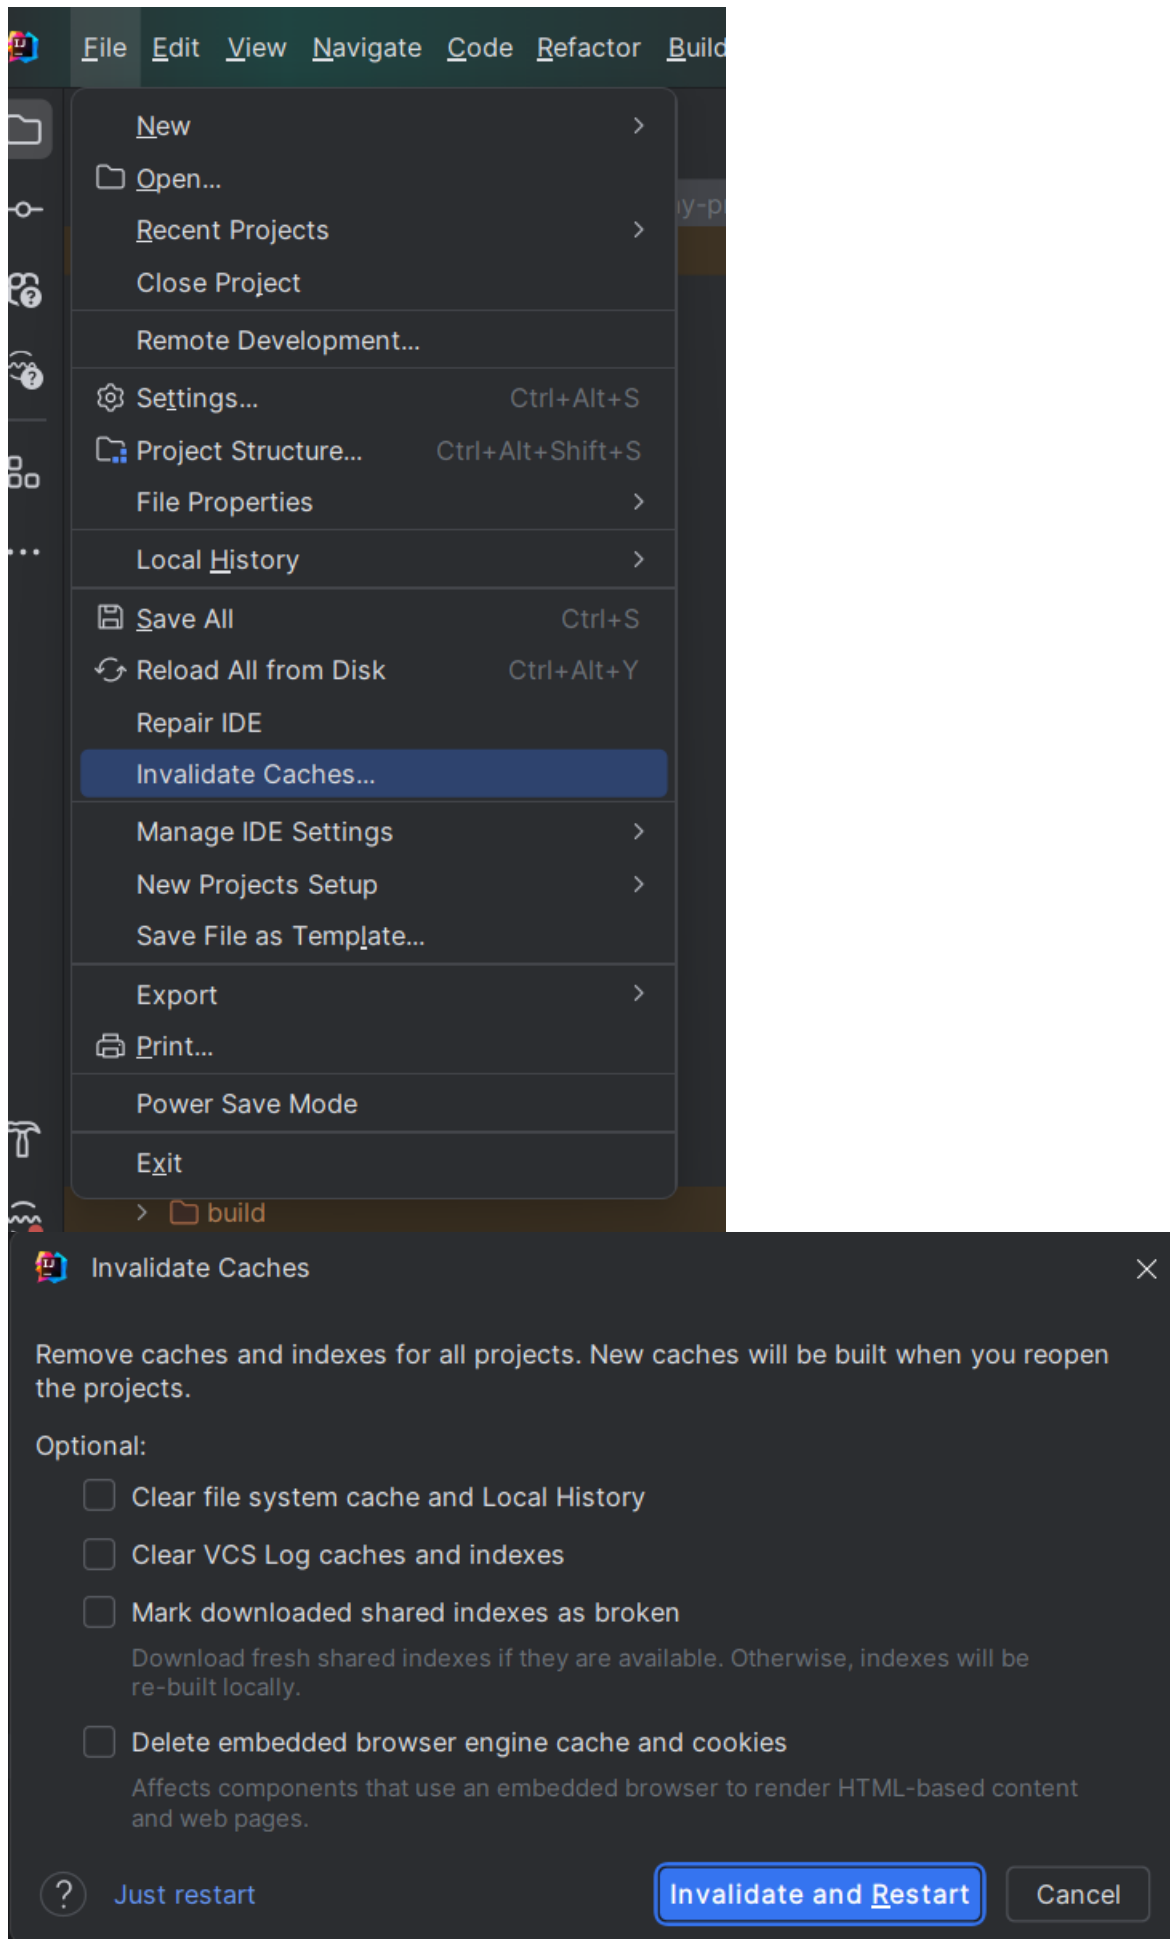 File Edit View Navigate Code Refactor Build
New
Open...
Recent Projects
Close Project
Remote Development...
Settings... Ctrl+Alt+S
Project Structure... Ctrl+Alt+Shift+S
File Properties
Local History
Save All Ctrl+S
Reload All from Disk Ctrl+Alt+Y
Repair IDE
Invalidate Caches...
Manage IDE Settings
New Projects Setup
Save File as Template...
Export
Print...
Power Save Mode
Exit
build
Invalidate Caches
Remove caches and indexes for all projects. New caches will be built when you reopen
the projects.
Optional:
Clear file system cache and Local History
Clear VCS Log caches and indexes
Mark downloaded shared indexes as broken
Download fresh shared indexes if they are available. Otherwise, indexes will be
re-built locally.
Delete embedded browser engine cache and cookies
Affects components that use an embedded browser to render HTML-based content
and web pages.
? Just restart Invalidate and Restart Cancel